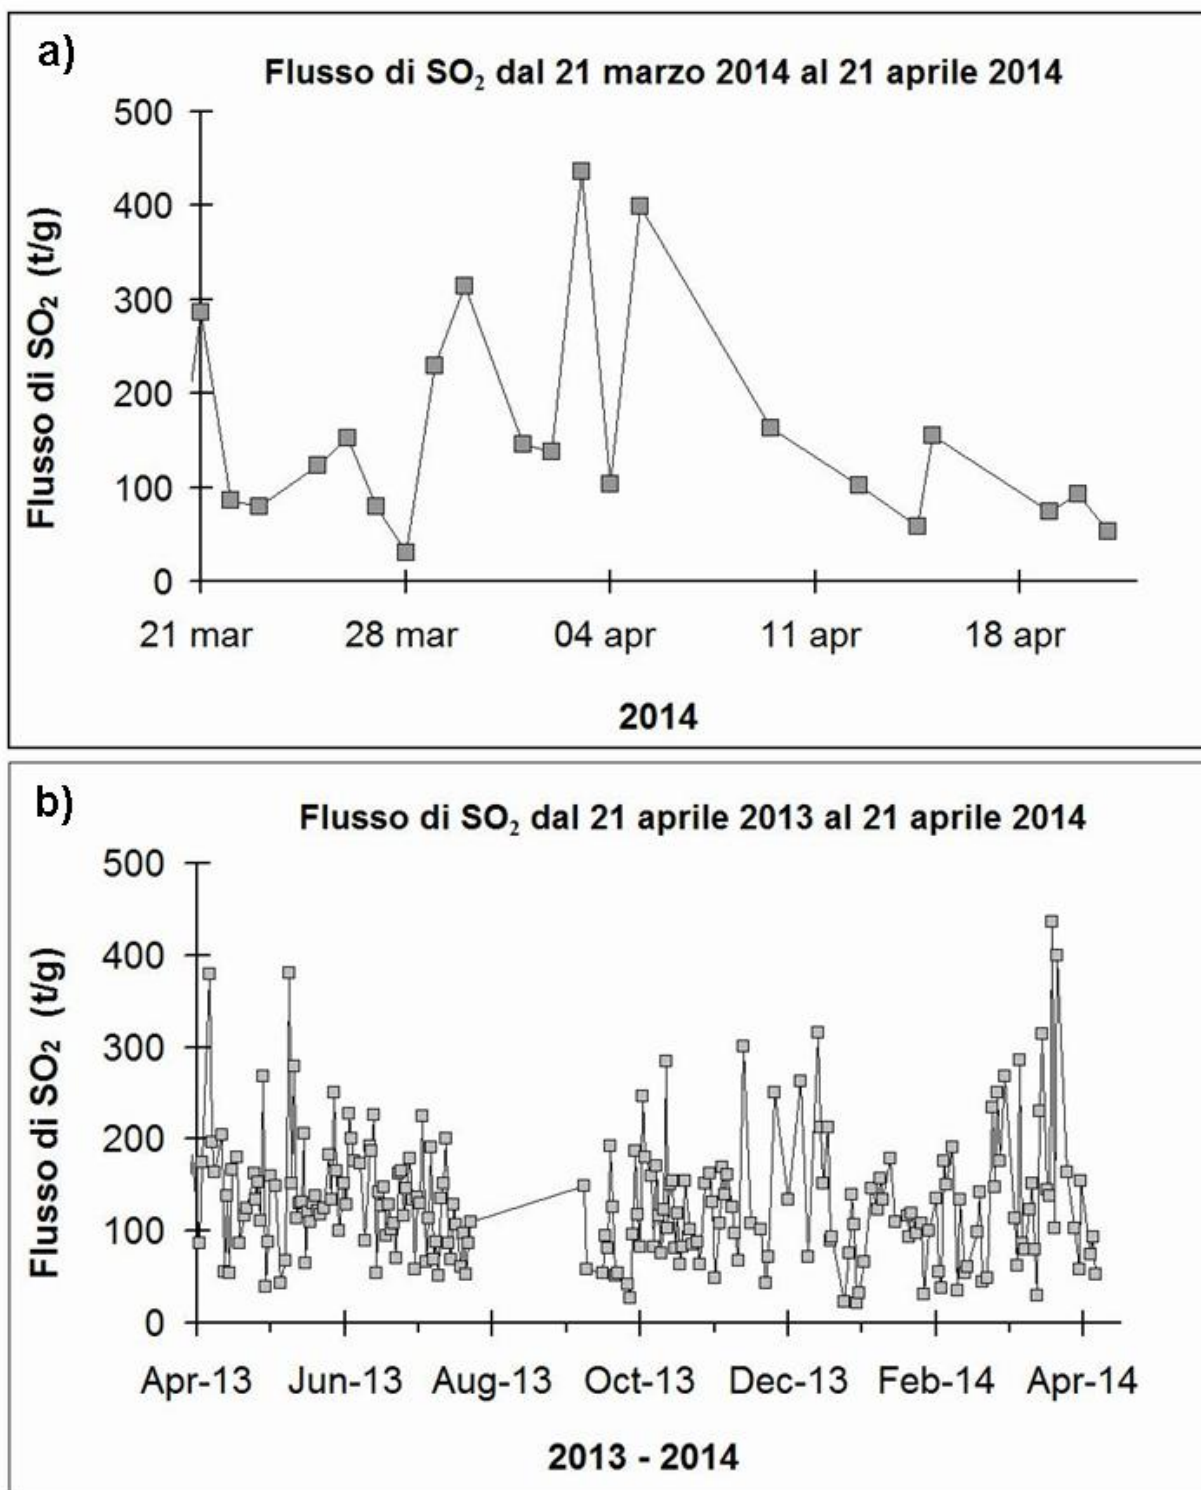 a)
Flusso di SO₂ dal 21 marzo 2014 al 21 aprile 2014
500
400
300
200
100
0
Flusso di SO₂ (t/g)
21 mar 28 mar 04 apr 11 apr 18 apr
2014
b)
Flusso di SO₂ dal 21 aprile 2013 al 21 aprile 2014
500
400
300
200
100
0
Flusso di SO₂ (t/g)
Apr-13 Jun-13 Aug-13 Oct-13 Dec-13 Feb-14 Apr-14
2013 - 2014